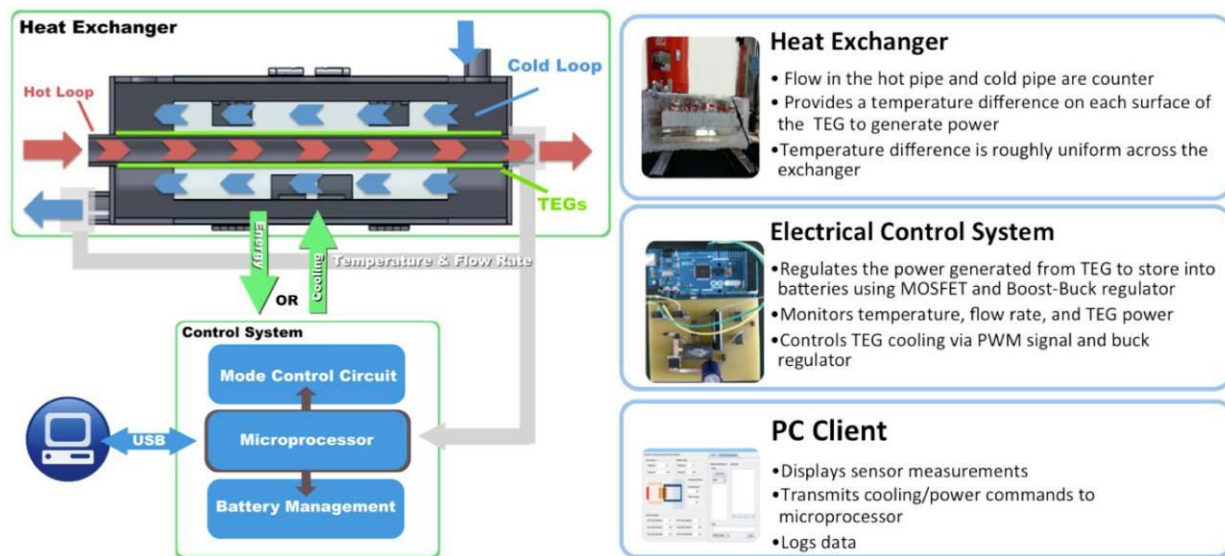 Heat Exchanger
Cold Loop
Hot Loop
TEGs
Energy
Cooling
Temperature & Flow Rate
OR
Control System
Mode Control Circuit
Microprocessor
USB
Battery Management
Heat Exchanger
• Flow in the hot pipe and cold pipe are counter
• Provides a temperature difference on each surface of
the TEG to generate power
•Temperature difference is roughly uniform across the
exchanger
Electrical Control System
•Regulates the power generated from TEG to store into
batteries using MOSFET and Boost-Buck regulator
•Monitors temperature, flow rate, and TEG power
•Controls TEG cooling via PWM signal and buck
regulator
PC Client
•Displays sensor measurements
•Transmits cooling/power commands to
microprocessor
•Logs data